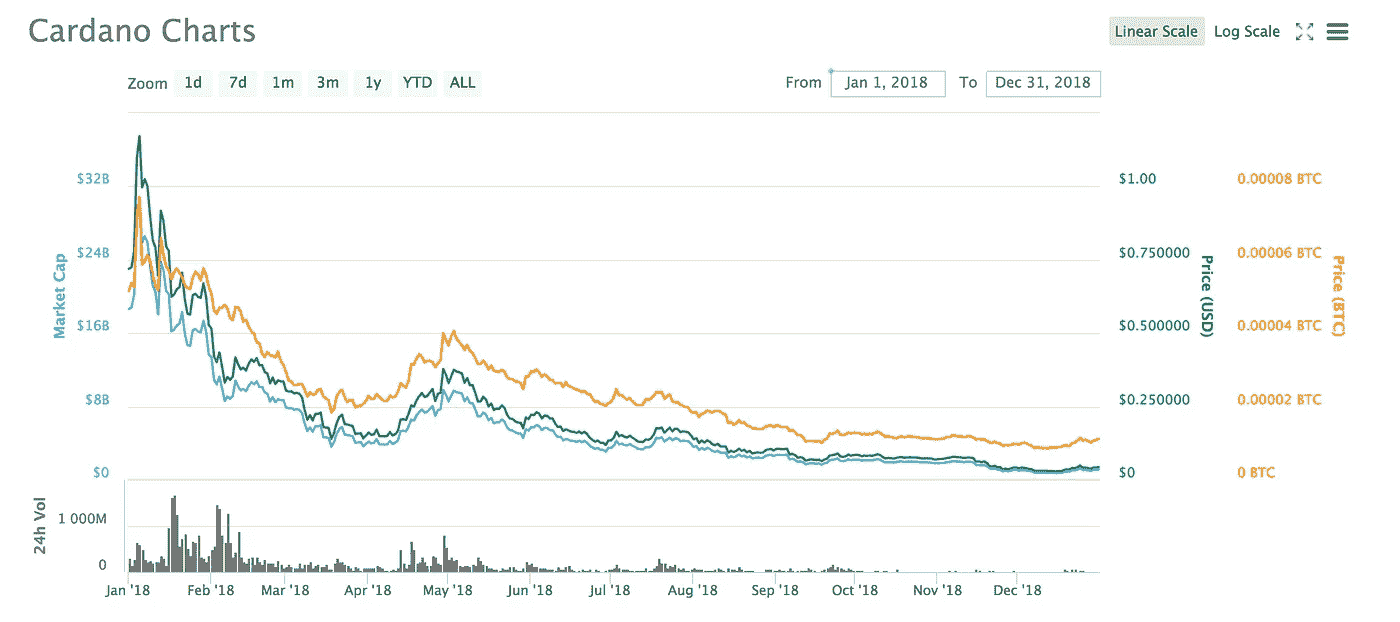 Cardano Charts
Linear Scale Log Scale
Zoom 1d 7d 1m 3m 1y YTD ALL
From Jan 1, 2018 To Dec 31, 2018
Market Cap
$32B
$24B
$16B
$8B
$0
$1.00
$0.750000
$0.500000
$0.250000
$0
Price (USD)
0.00008 BTC
0.00006 BTC
0.00004 BTC
0.00002 BTC
0 BTC
Price (BTC)
24h Vol
1 000M
0
Jan '18 Feb '18 Mar '18 Apr '18 May '18 Jun '18 Jul '18 Aug '18 Sep '18 Oct '18 Nov '18 Dec '18